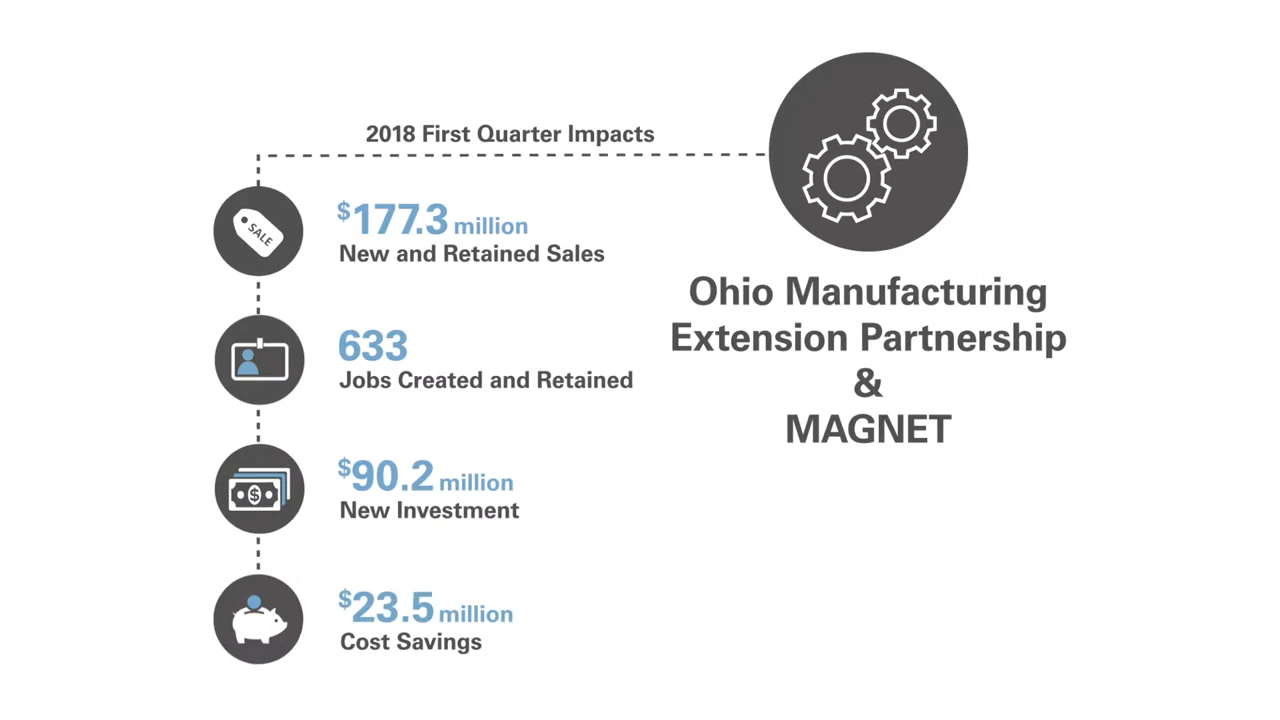 2018 First Quarter Impacts
SALE
$177.3 million
New and Retained Sales
633
Jobs Created and Retained
$
$90.2 million
New Investment
$23.5 million
Cost Savings
Ohio Manufacturing
Extension Partnership
&
MAGNET